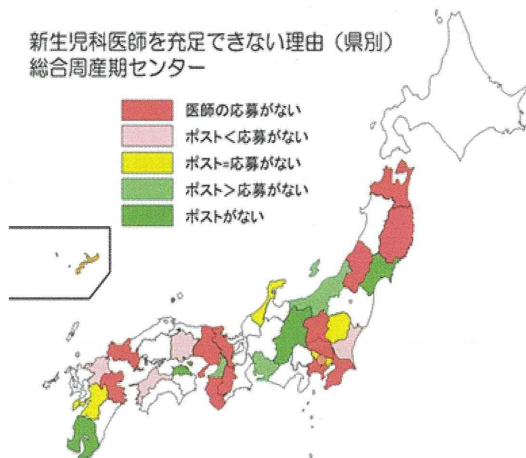 新生児科医師を充足できない理由（県別）
総合周産期センター
医師の応募がない
ポスト<応募がない
ポスト=応募がない
ポスト>応募がない
ポストがない